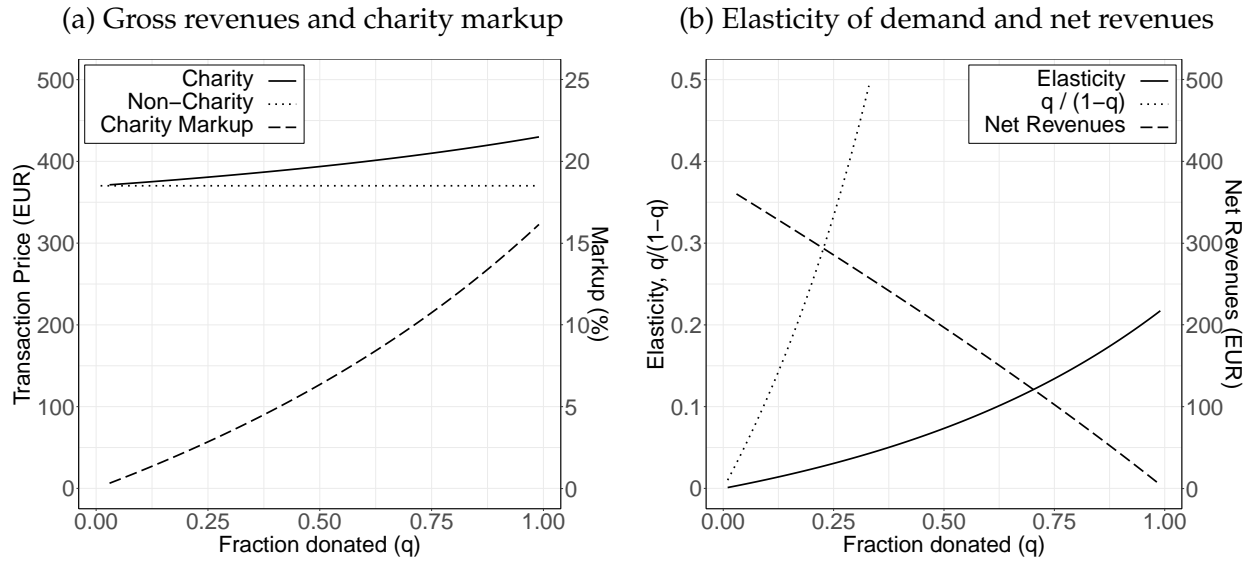 (a) Gross revenues and charity markup
Charity
Non−Charity
Charity Markup
Transaction Price (EUR)
500
400
300
200
100
0
25
20
15
10
5
0
Markup (%)
0.00 0.25 0.50 0.75 1.00
Fraction donated (q)
(b) Elasticity of demand and net revenues
Elasticity
q / (1−q)
Net Revenues
Elasticity, q/(1−q)
0.5
0.4
0.3
0.2
0.1
0
500
400
300
200
100
0
Net Revenues (EUR)
0.00 0.25 0.50 0.75 1.00
Fraction donated (q)